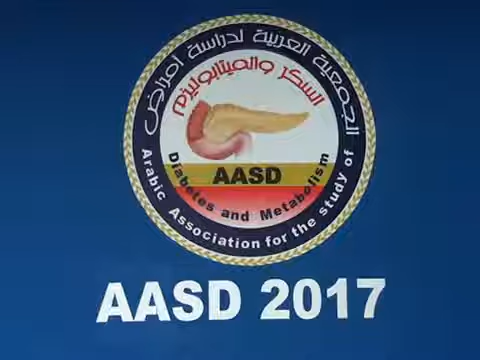 الجمعية العربية لدراسة أمراض
السكر والميتابوليزم
AASD
Diabetes and Metabolism
Arabic Association for the study of
AASD 2017